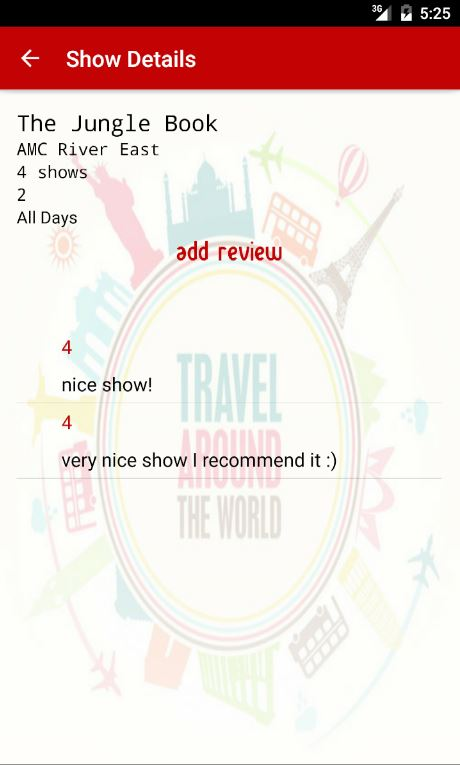 3G 5:25
Show Details
The Jungle Book
AMC River East
4 shows
2
All Days
add review
4
nice show!
4
very nice show I recommend it :)
TRAVEL
AROUND
THE WORLD